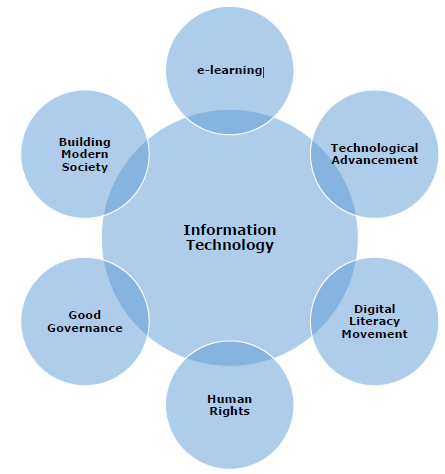 e-learning
Building
Modern
Society
Technological
Advancement
Information
Technology
Good
Governance
Digital
Literacy
Movement
Human
Rights